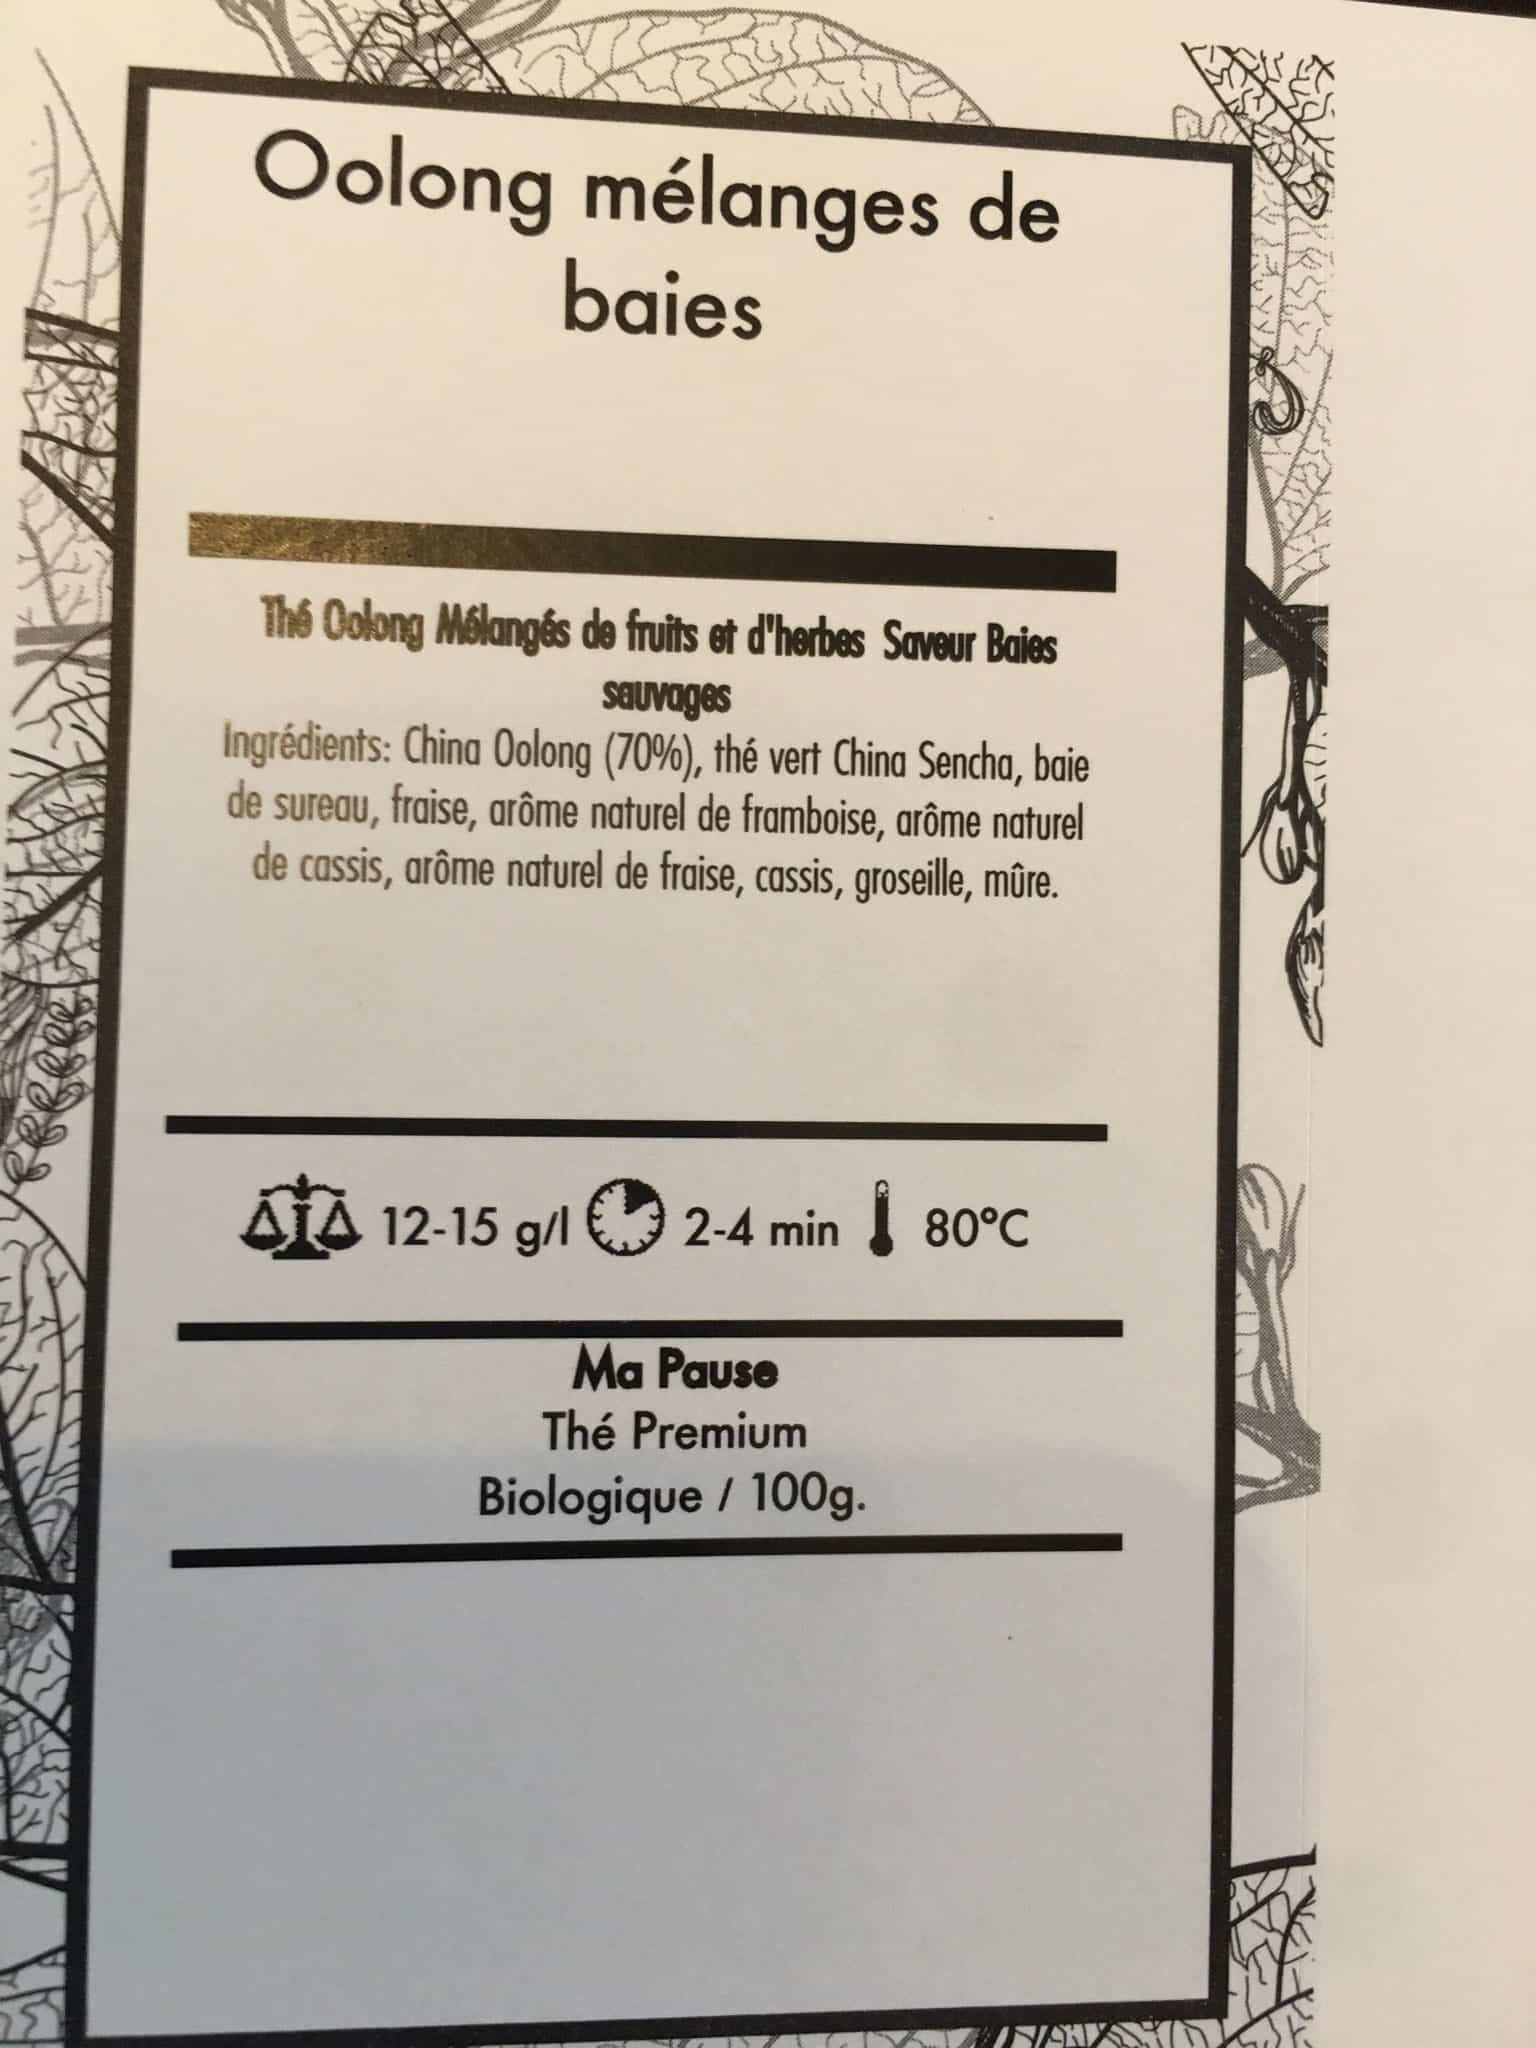 Oolong mélanges de
baies
Thé Oolong Mélangés de fruits et d'herbes Saveur Baies
sauvages
Ingrédients: China Oolong (70%), thé vert China Sencha, baie
de sureau, fraise, arôme naturel de framboise, arôme naturel
de cassis, arôme naturel de fraise, cassis, groseille, mûre.
12-15 g/l 2-4 min 80°C
Ma Pause
Thé Premium
Biologique / 100g.